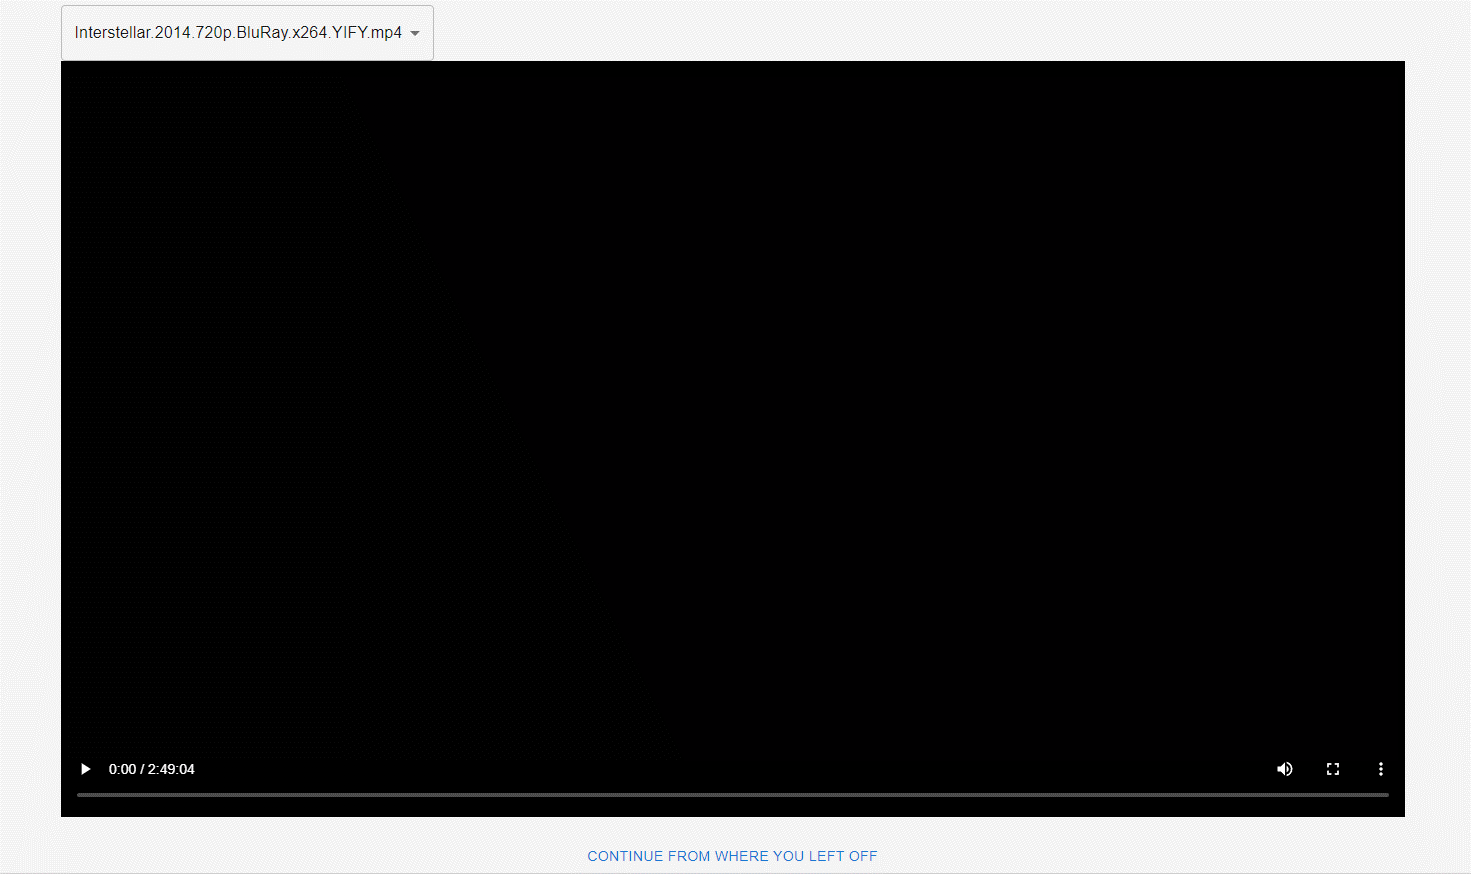 Interstellar.2014.720p.BluRay.x264.YIFY.mp4
0:00 / 2:49:04
CONTINUE FROM WHERE YOU LEFT OFF